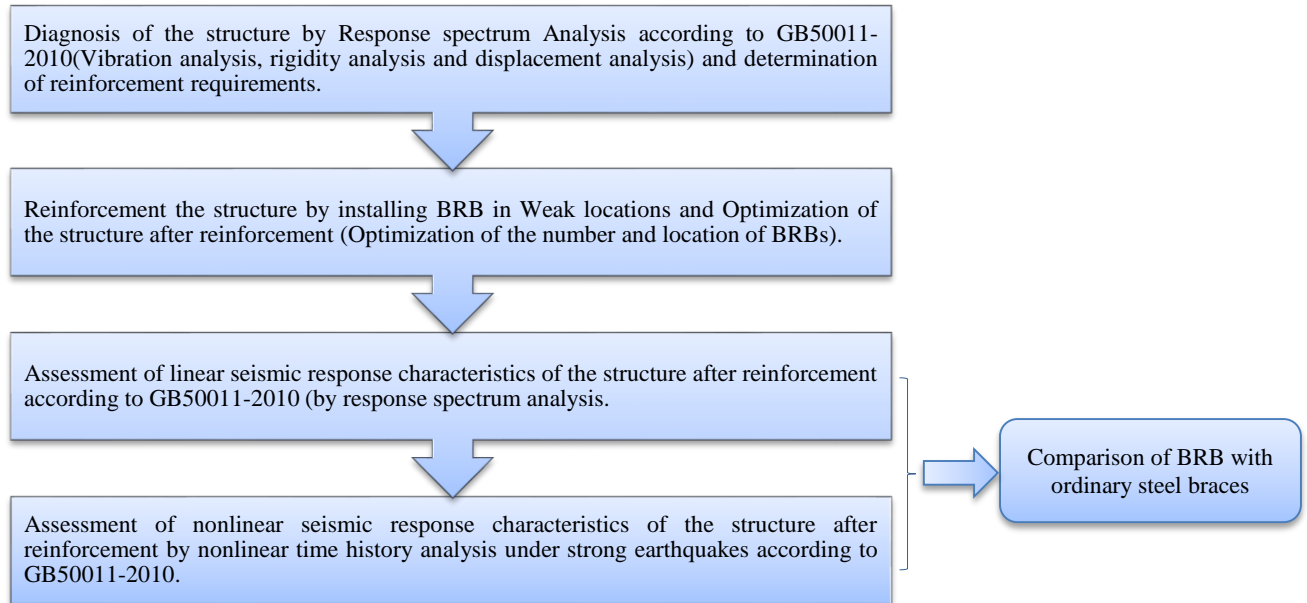 Diagnosis of the structure by Response spectrum Analysis according to GB50011-
2010(Vibration analysis, rigidity analysis and displacement analysis) and determination
of reinforcement requirements.
Reinforcement the structure by installing BRB in Weak locations and Optimization of
the structure after reinforcement (Optimization of the number and location of BRBs).
Assessment of linear seismic response characteristics of the structure after reinforcement
according to GB50011-2010 (by response spectrum analysis.
Assessment of nonlinear seismic response characteristics of the structure after
reinforcement by nonlinear time history analysis under strong earthquakes according to
GB50011-2010.
Comparison of BRB with
ordinary steel braces